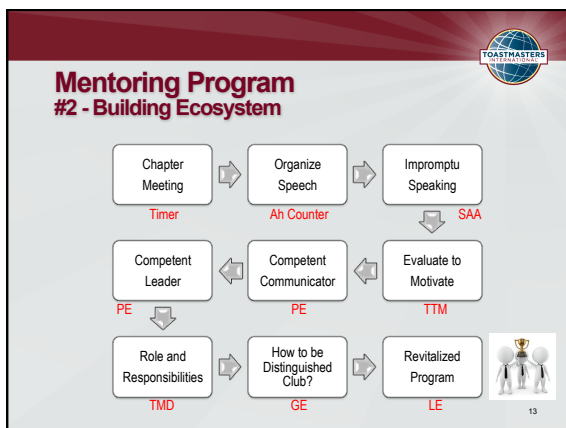 TOASTMASTERS
INTERNATIONAL
Mentoring Program
#2 - Building Ecosystem
Chapter
Meeting
Timer
Organize
Speech
Ah Counter
Impromptu
Speaking
SAA
Evaluate to
Motivate
TTM
Competent
Communicator
PE
Competent
Leader
PE
Role and
Responsibilities
TMD
How to be
Distinguished
Club?
GE
Revitalized
Program
LE
13